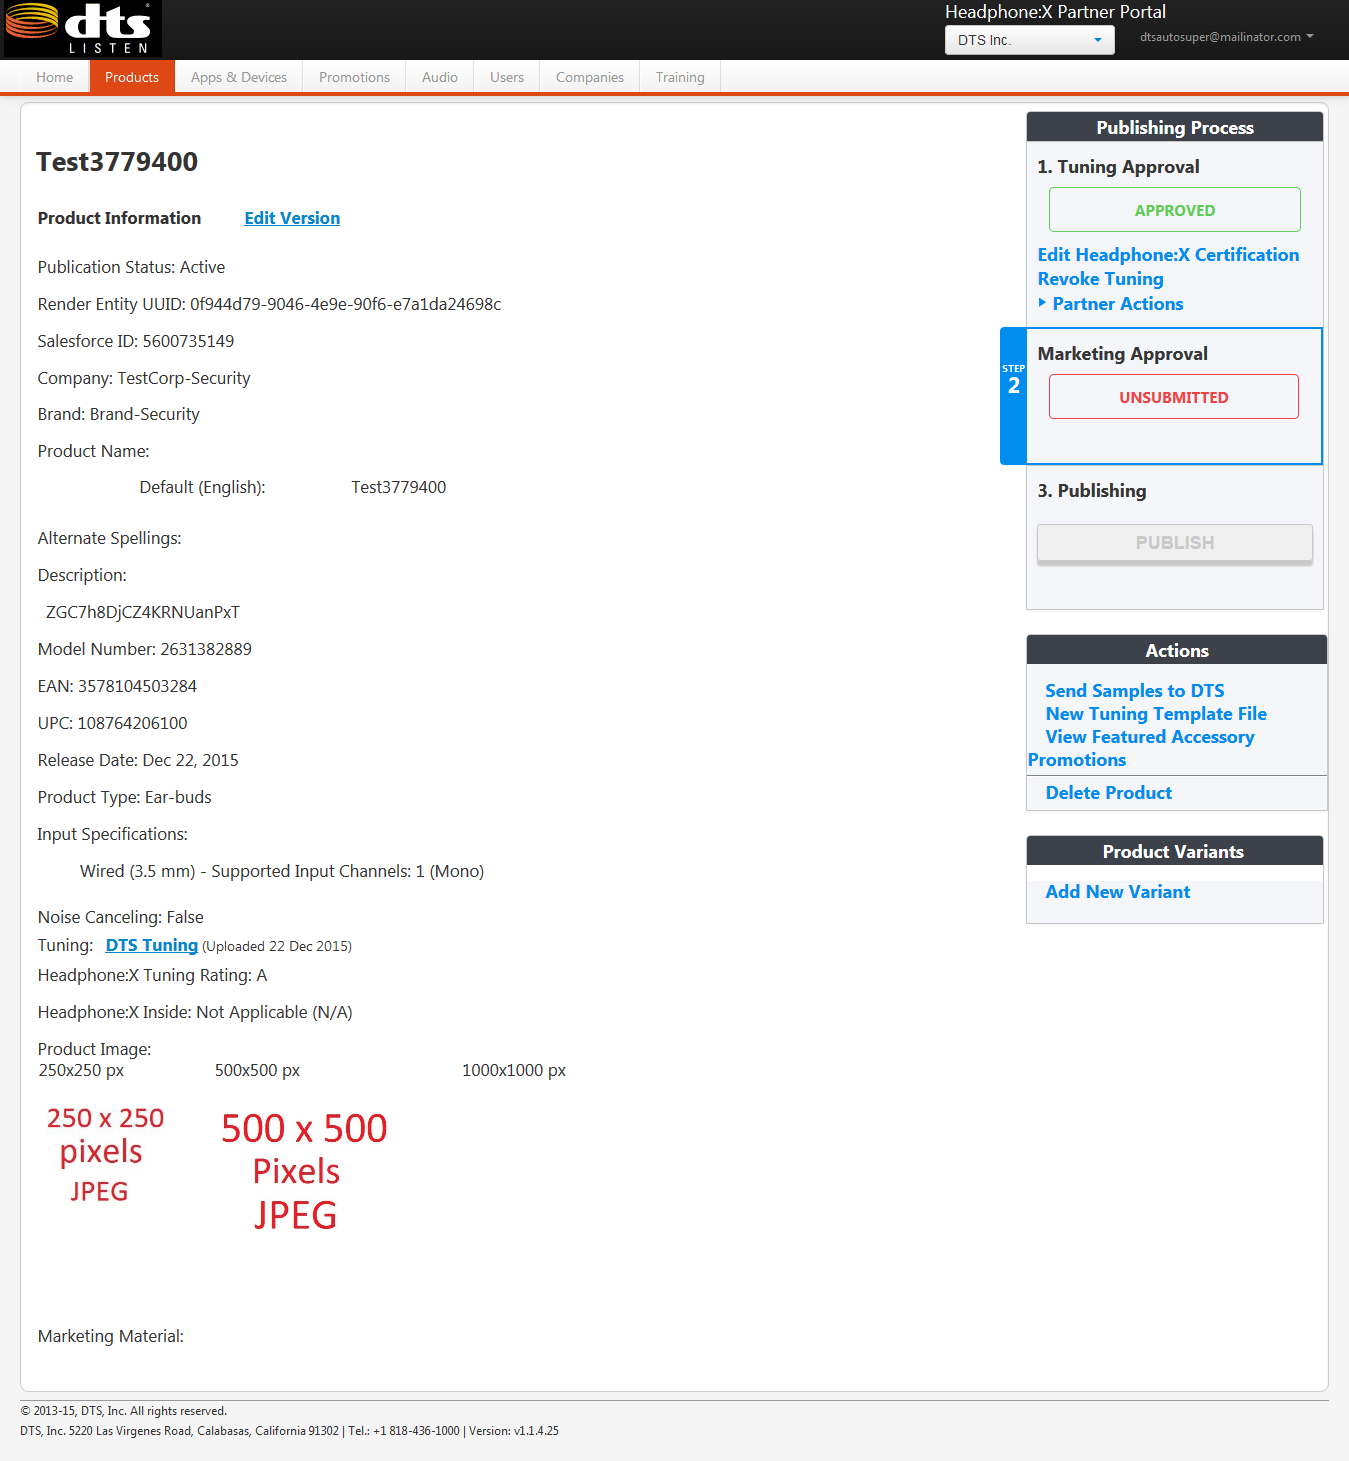 dts
LISTEN
Headphone:X Partner Portal
DTS Inc.
dtsautosuper@mailinator.com
Home
Products
Apps & Devices
Promotions
Audio
Users
Companies
Training
Test3779400
Product Information
Edit Version
Publication Status: Active
Render Entity UUID: 0f944d79-9046-4e9e-90f6-e7a1da24698c
Salesforce ID: 5600735149
Company: TestCorp-Security
Brand: Brand-Security
Product Name:
Default (English): Test3779400
Alternate Spellings:
Description:
ZGC7h8DjCZ4KRNUanPxT
Model Number: 2631382889
EAN: 3578104503284
UPC: 108764206100
Release Date: Dec 22, 2015
Product Type: Ear-buds
Input Specifications:
Wired (3.5 mm) - Supported Input Channels: 1 (Mono)
Noise Canceling: False
Tuning: DTS Tuning (Uploaded 22 Dec 2015)
Headphone:X Tuning Rating: A
Headphone:X Inside: Not Applicable (N/A)
Product Image:
250x250 px
500x500 px
1000x1000 px
250 x 250
pixels
JPEG
500 x 500
Pixels
JPEG
Marketing Material:
Publishing Process
1. Tuning Approval
APPROVED
Edit Headphone:X Certification
Revoke Tuning
Partner Actions
STEP
2
Marketing Approval
UNSUBMITTED
3. Publishing
PUBLISH
Actions
Send Samples to DTS
New Tuning Template File
View Featured Accessory
Promotions
Delete Product
Product Variants
Add New Variant
© 2013-15, DTS, Inc. All rights reserved.
DTS, Inc. 5220 Las Virgenes Road, Calabasas, California 91302 | Tel.: +1 818-436-1000 | Version: v1.1.4.25